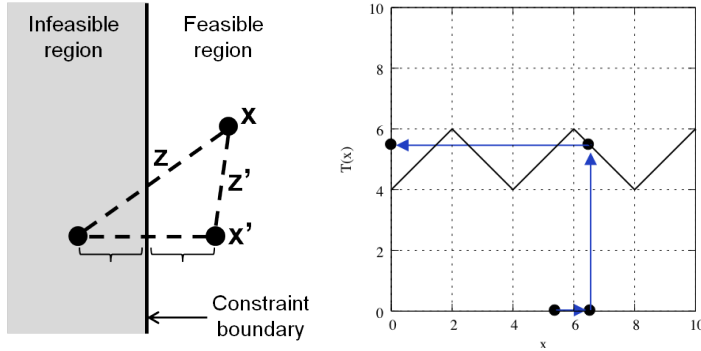 Infeasible
region
Feasible
region
x
z
z’
x’
Constraint
boundary
10
8
6
4
2
0
T(x)
0 2 4 6 8 10
x